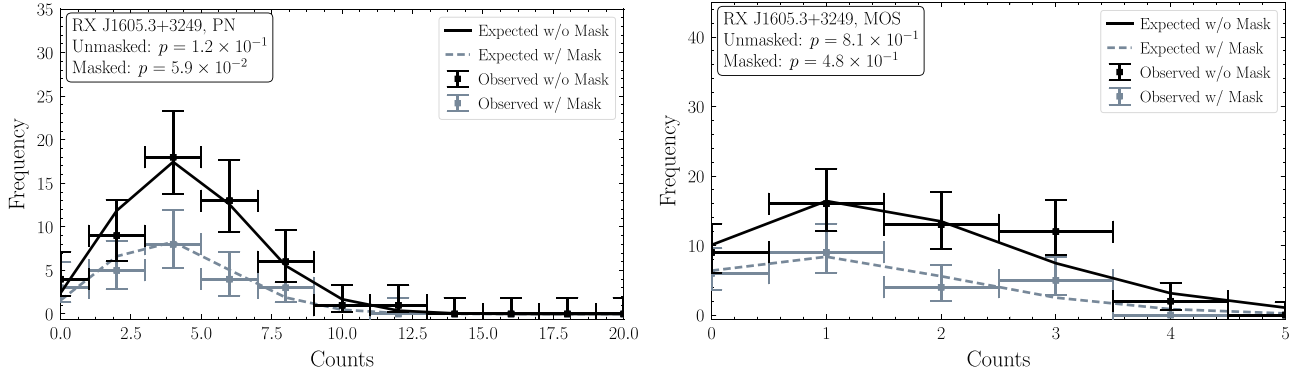 RX J1605.3+3249, PN
Unmasked: p = 1.2 × 10⁻¹
Masked: p = 5.9 × 10⁻²
Expected w/o Mask
Expected w/ Mask
Observed w/o Mask
Observed w/ Mask
Frequency
35
30
25
20
15
10
5
0
0.0 2.5 5.0 7.5 10.0 12.5 15.0 17.5 20.0
Counts
RX J1605.3+3249, MOS
Unmasked: p = 8.1 × 10⁻¹
Masked: p = 4.8 × 10⁻¹
Expected w/o Mask
Expected w/ Mask
Observed w/o Mask
Observed w/ Mask
Frequency
40
30
20
10
0
0 1 2 3 4 5
Counts